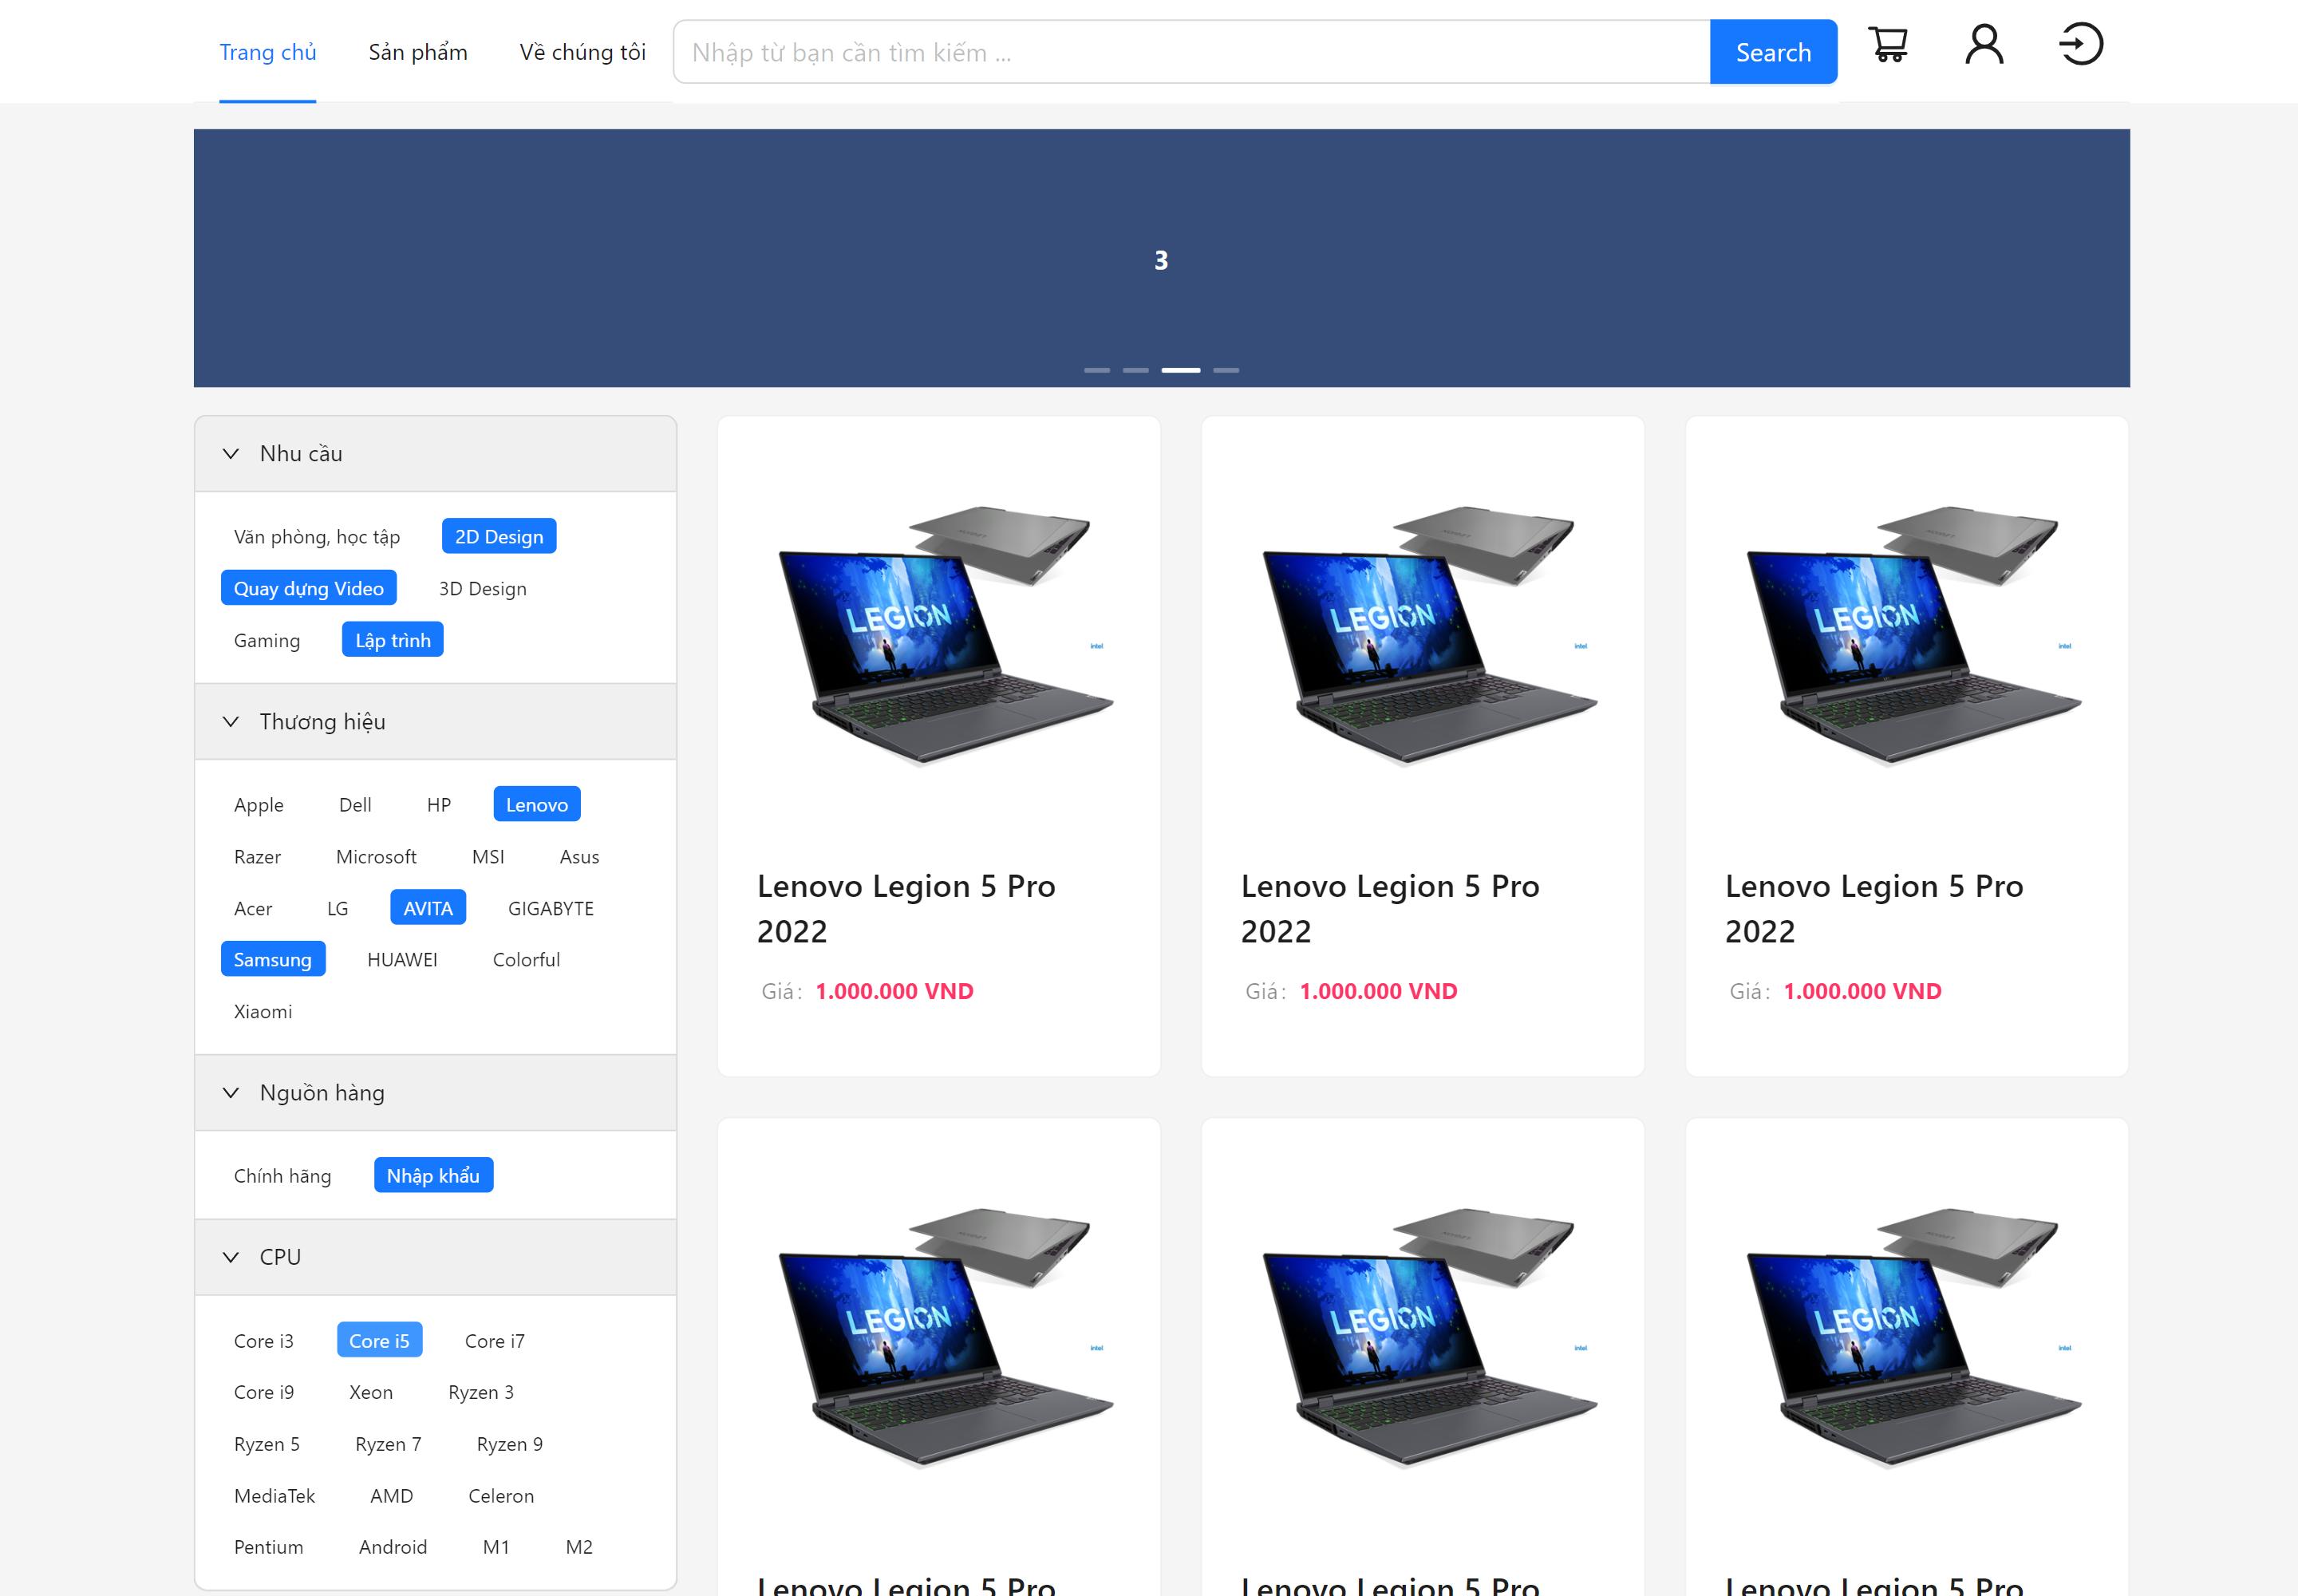 Trang chủ Sản phẩm Về chúng tôi Nhập từ bạn cần tìm kiếm ... Search
3
Nhu cầu
Văn phòng, học tập 2D Design
Quay dựng Video 3D Design
Gaming Lập trình
Thương hiệu
Apple Dell HP Lenovo
Razer Microsoft MSI Asus
Acer LG AVITA GIGABYTE
Samsung HUAWEI Colorful
Xiaomi
Nguồn hàng
Chính hãng Nhập khẩu
CPU
Core i3 Core i5 Core i7
Core i9 Xeon Ryzen 3
Ryzen 5 Ryzen 7 Ryzen 9
MediaTek AMD Celeron
Pentium Android M1 M2
LEGION
intel
Lenovo Legion 5 Pro
2022
Giá: 1.000.000 VND
LEGION
intel
Lenovo Legion 5 Pro
2022
Giá: 1.000.000 VND
LEGION
intel
Lenovo Legion 5 Pro
2022
Giá: 1.000.000 VND
LEGION
intel
Lenovo Legion 5 Pro
LEGION
intel
Lenovo Legion 5 Pro
LEGION
intel
Lenovo Legion 5 Pro